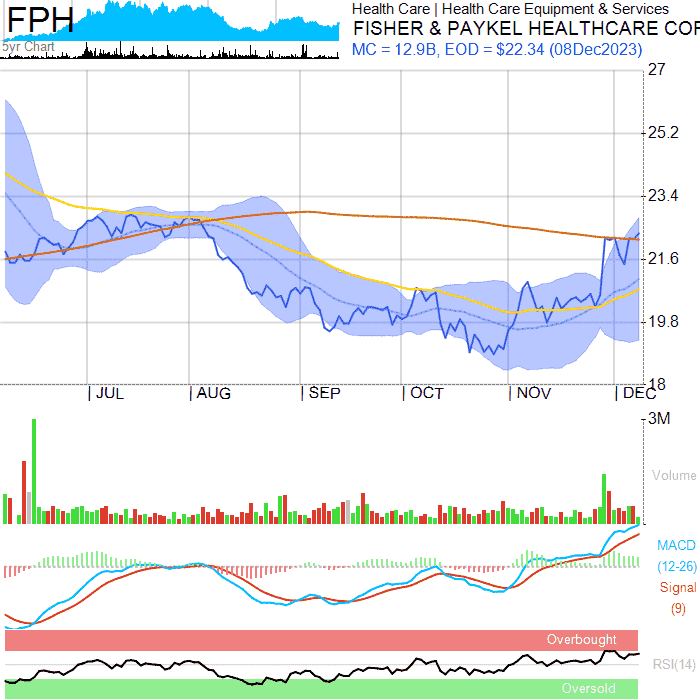 FPH
5yr Chart
Health Care | Health Care Equipment & Services
FISHER & PAYKEL HEALTHCARE COR
MC = 12.9B, EOD = $22.34 (08Dec2023)
27
25.2
23.4
21.6
19.8
18
JUL
AUG
SEP
OCT
NOV
DEC
3M
Volume
MACD
(12-26)
Signal
(9)
Overbought
RSI(14)
Oversold